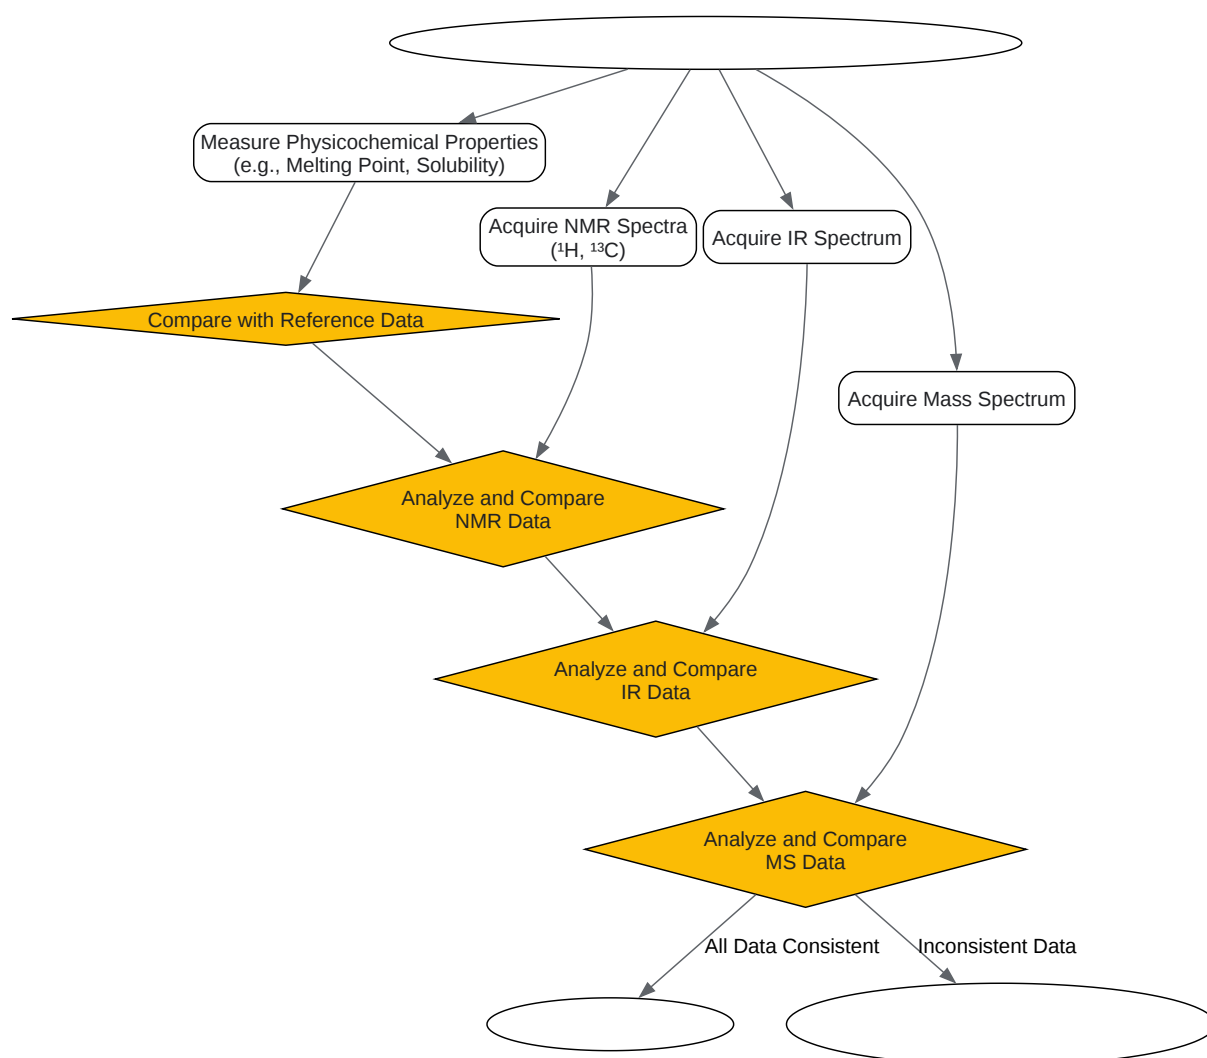 Measure Physicochemical Properties
(e.g., Melting Point, Solubility)
Acquire NMR Spectra
(¹H, ¹³C)
Acquire IR Spectrum
Compare with Reference Data
Acquire Mass Spectrum
Analyze and Compare
NMR Data
Analyze and Compare
IR Data
Analyze and Compare
MS Data
All Data Consistent
Inconsistent Data